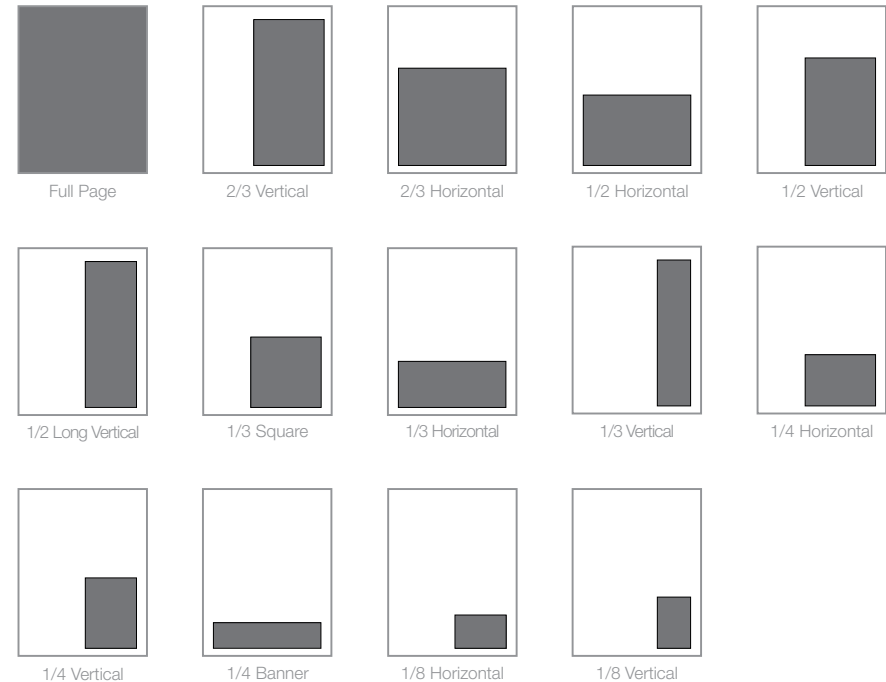 Full Page
2/3 Vertical
2/3 Horizontal
1/2 Horizontal
1/2 Vertical
1/2 Long Vertical
1/3 Square
1/3 Horizontal
1/3 Vertical
1/4 Horizontal
1/4 Vertical
1/4 Banner
1/8 Horizontal
1/8 Vertical